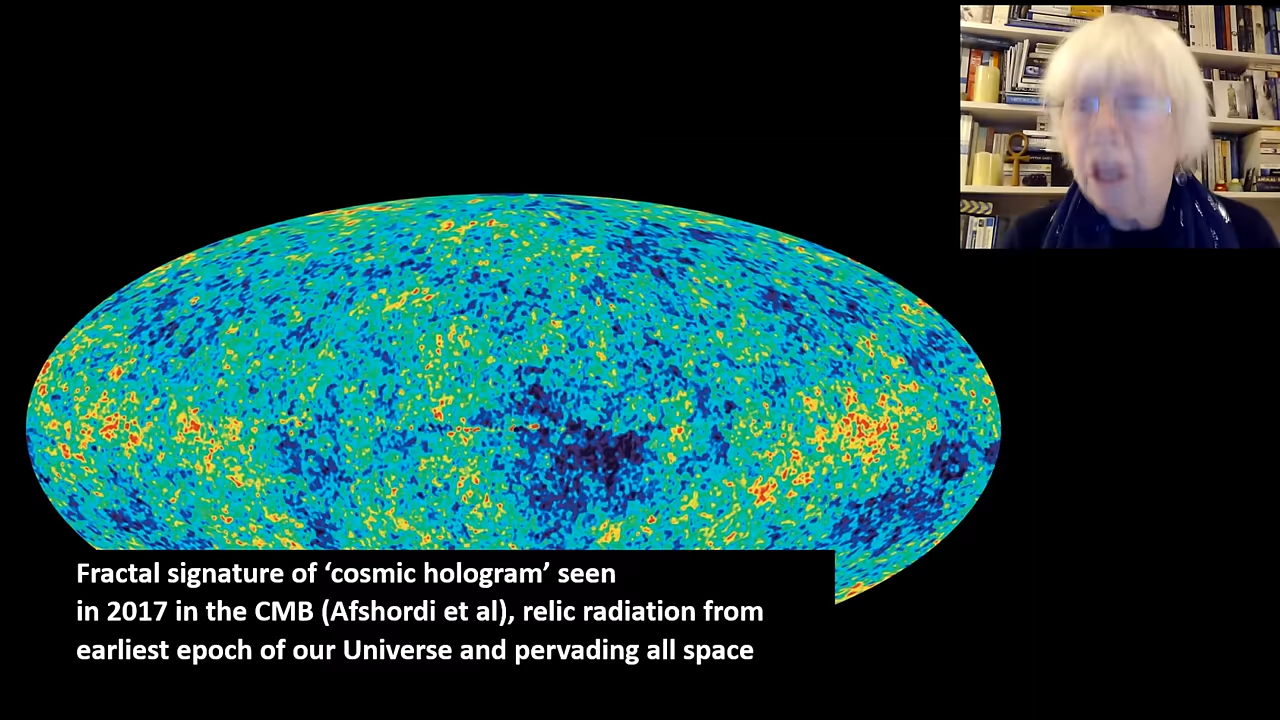 Fractal signature of ‘cosmic hologram’ seen
in 2017 in the CMB (Afshordi et al), relic radiation from
earliest epoch of our Universe and pervading all space